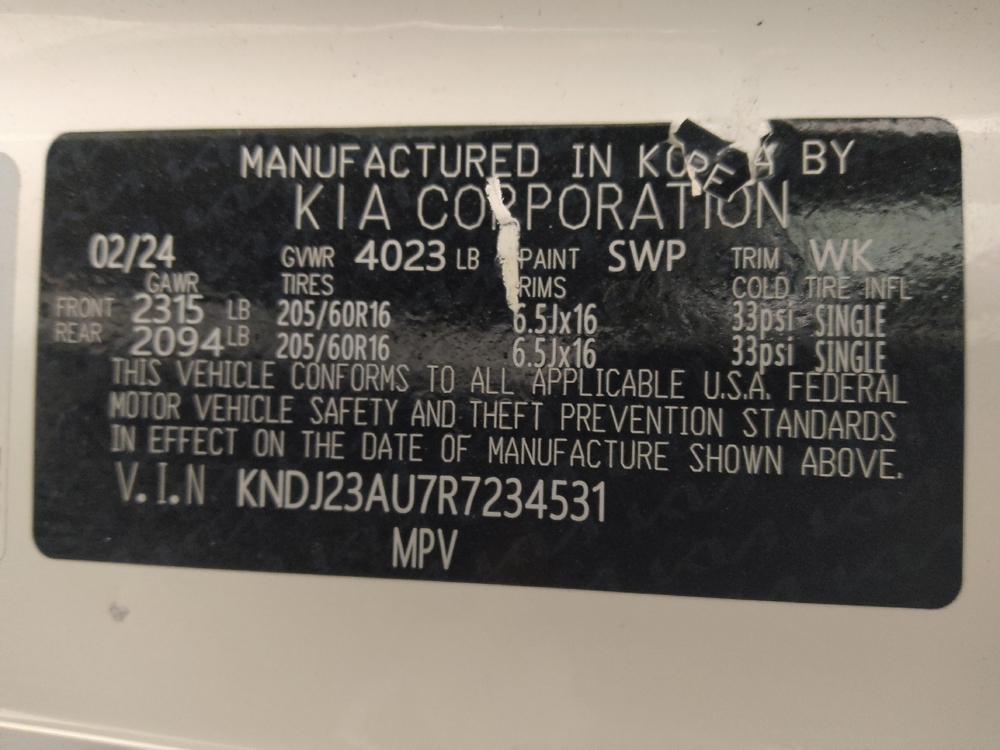 MANUFACTURED IN KOREA BY
KIA CORPORATION
02/24 GVWR 4023 LB PAINT SWP TRIM WK
GAWR TIRES RIMS COLD TIRE INFL
FRONT 2315 LB 205/60R16 6.5Jx16 33psi SINGLE
REAR 2094 LB 205/60R16 6.5Jx16 33psi SINGLE
THIS VEHICLE CONFORMS TO ALL APPLICABLE U.S.A. FEDERAL
MOTOR VEHICLE SAFETY AND THEFT PREVENTION STANDARDS
IN EFFECT ON THE DATE OF MANUFACTURE SHOWN ABOVE.
V.I.N KNDJ23AU7R7234531
MPV